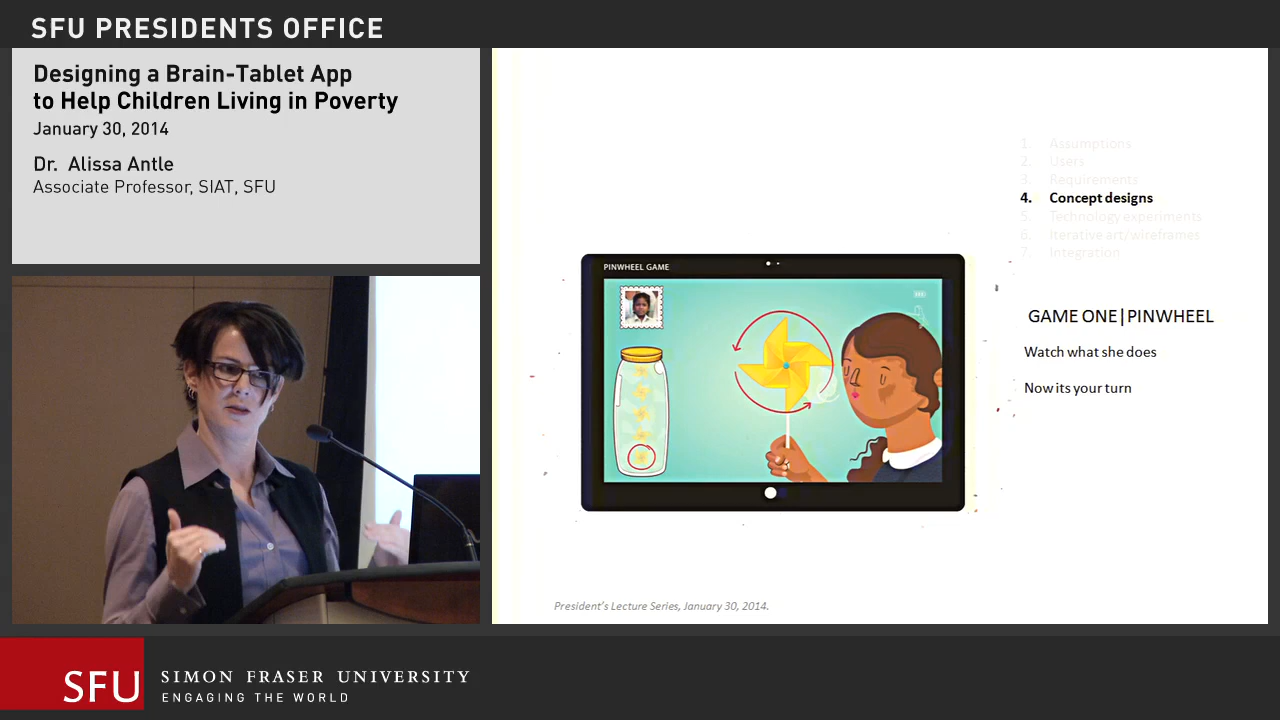 SFU PRESIDENTS OFFICE
Designing a Brain-Tablet App
to Help Children Living in Poverty
January 30, 2014
Dr. Alissa Antle
Associate Professor, SIAT, SFU
1. Assumptions
2. Users
3. Requirements
4. Concept designs
5. Technology experiments
6. Iterative art/wireframes
7. Integration
PINWHEEL GAME
GAME ONE|PINWHEEL
Watch what she does
Now its your turn
President's Lecture Series, January 30, 2014.
SFU
SIMON FRASER UNIVERSITY
ENGAGING THE WORLD